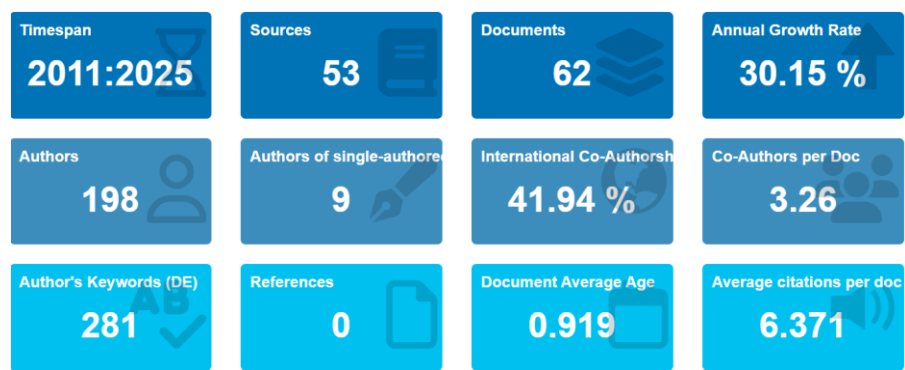 Timespan
2011:2025
Sources
53
Documents
62
Annual Growth Rate
30.15 %
Authors
198
Authors of single-authore
9
International Co-Authorsh
41.94 %
Co-Authors per Doc
3.26
Author's Keywords (DE)
281
References
0
Document Average Age
0.919
Average citations per doc
6.371
AB